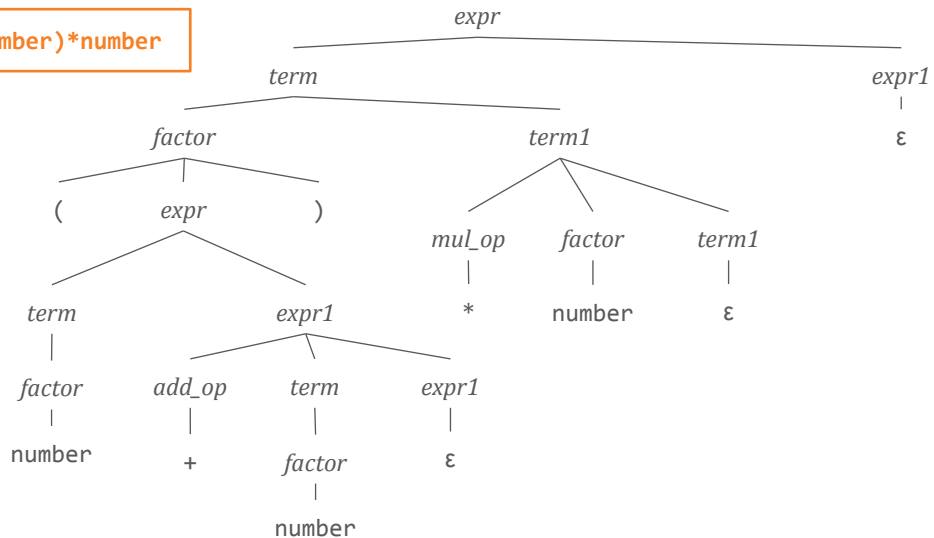 expr
mber)*number
term expr1
factor term1 ε
( expr )
mul_op factor term1
term expr1 * number ε
factor add_op term expr1
number + factor ε
number